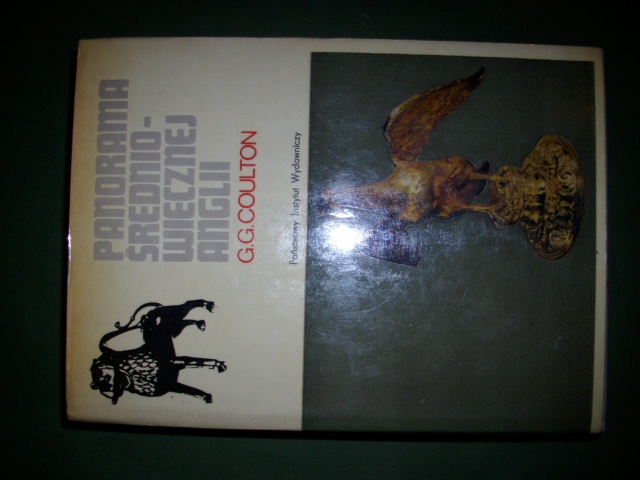 PANORAMA
ŚREDNIO-
WIECZNEJ
ANGLII
G.G.COULTON
Państwowy Instytut Wydawniczy